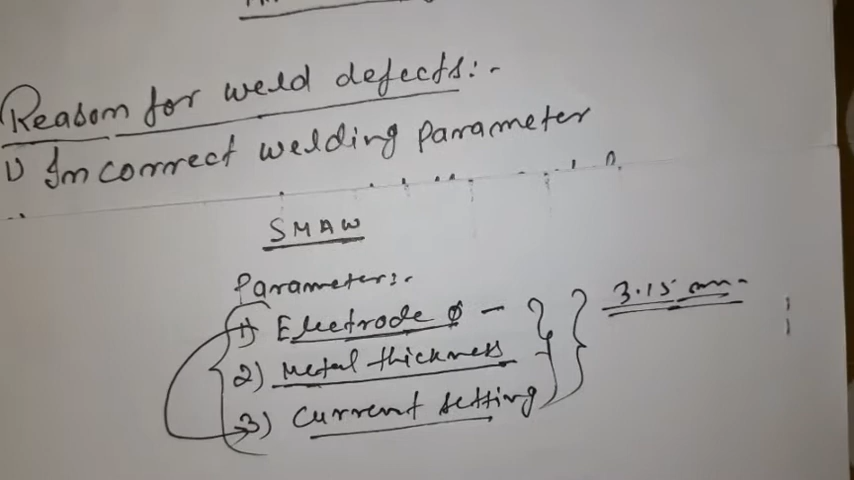 Reason for weld defects:-
1) Incorrect welding parameter
SMAW
Parameter:-
1) Electrode ϕ -
2) Metal thickness
3) Current setting
3.15 mm